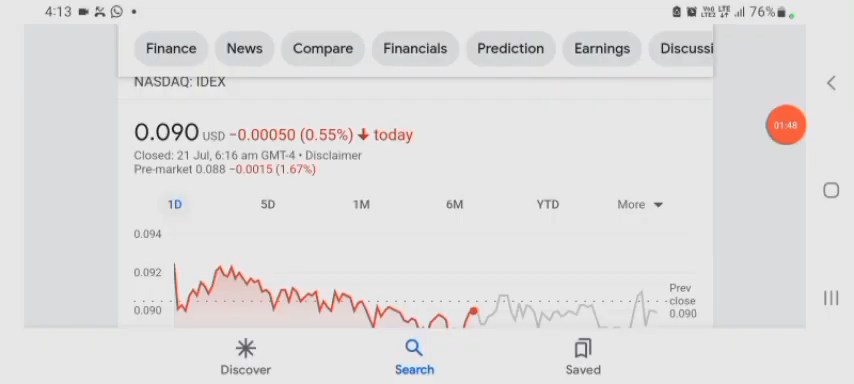 4:13
76%
Finance News Compare Financials Prediction Earnings Discussi
NASDAQ: IDEX
0.090 USD −0.00050 (0.55%) today
Closed: 21 Jul, 6:16 am GMT-4 • Disclaimer
Pre-market 0.088 −0.0015 (1.67%)
01:48
1D 5D 1M 6M YTD More
0.094
0.092
0.090
Prev
close
0.090
Discover Search Saved